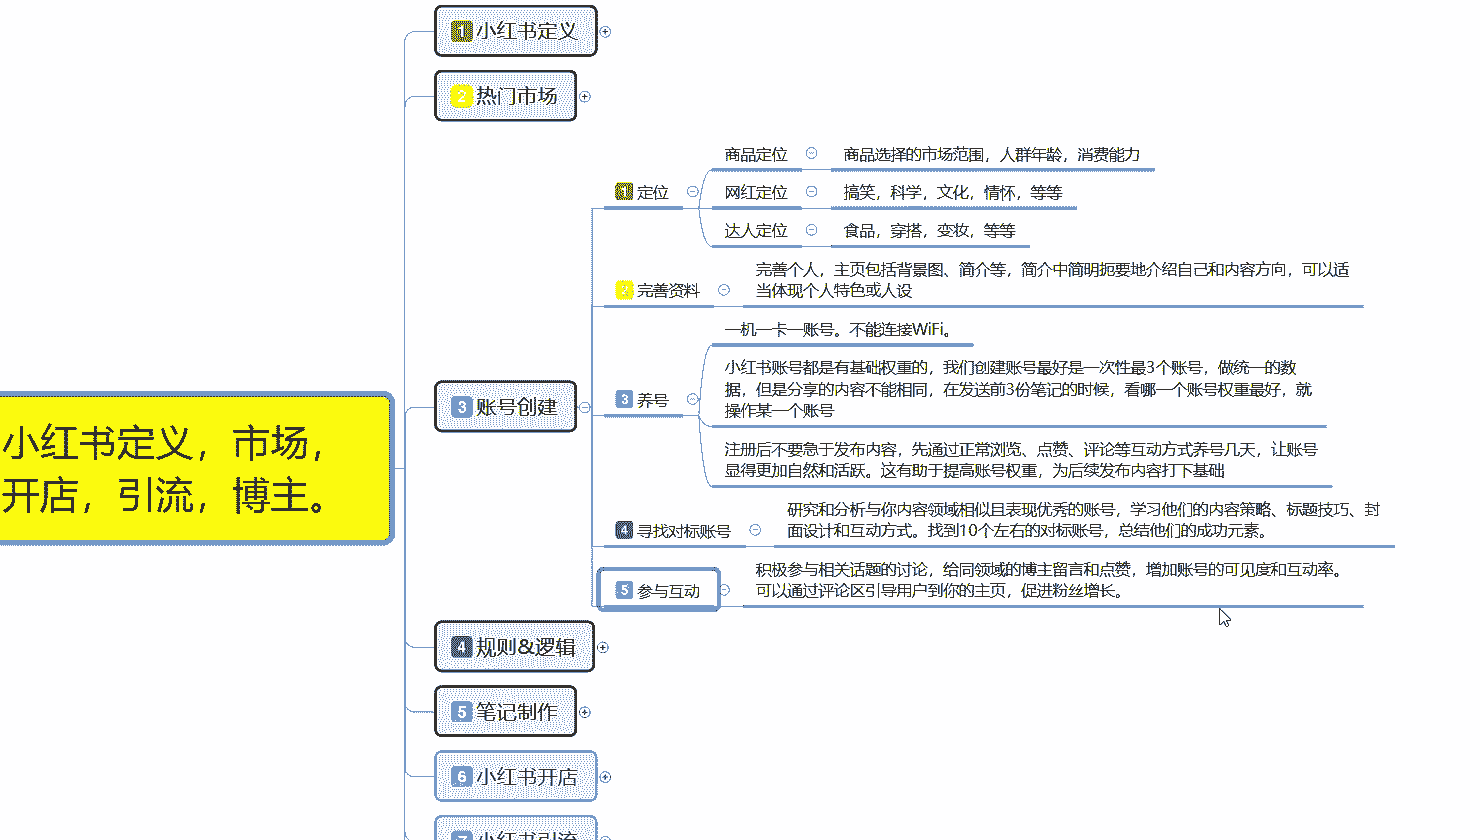 小红书定义，市场，
开店，引流，博主。
1 小红书定义
2 热门市场
3 账号创建
1 定位
商品定位
商品选择的市场范围，人群年龄，消费能力
网红定位
搞笑，科学，文化，情怀，等等
达人定位
食品，穿搭，变妆，等等
2 完善资料
完善个人，主页包括背景图、简介等，简介中简明扼要地介绍自己和内容方向，可以适
当体现个人特色或人设
3 养号
一机一卡一账号。不能连接WiFi。
小红书账号都是有基础权重的，我们创建账号最好是一次性最3个账号，做统一的数
据，但是分享的内容不能相同，在发送前3份笔记的时候，看哪一个账号权重最好，就
操作某一个账号
注册后不要急于发布内容，先通过正常浏览、点赞、评论等互动方式养号几天，让账号
显得更加自然和活跃。这有助于提高账号权重，为后续发布内容打下基础
4 寻找对标账号
研究和分析与你内容领域相似且表现优秀的账号，学习他们的内容策略、标题技巧、封
面设计和互动方式。找到10个左右的对标账号，总结他们的成功元素。
5 参与互动
积极参与相关话题的讨论，给同领域的博主留言和点赞，增加账号的可见度和互动率。
可以通过评论区引导用户到你的主页，促进粉丝增长。
4 规则&逻辑
5 笔记制作
6 小红书开店
7 小红书引流